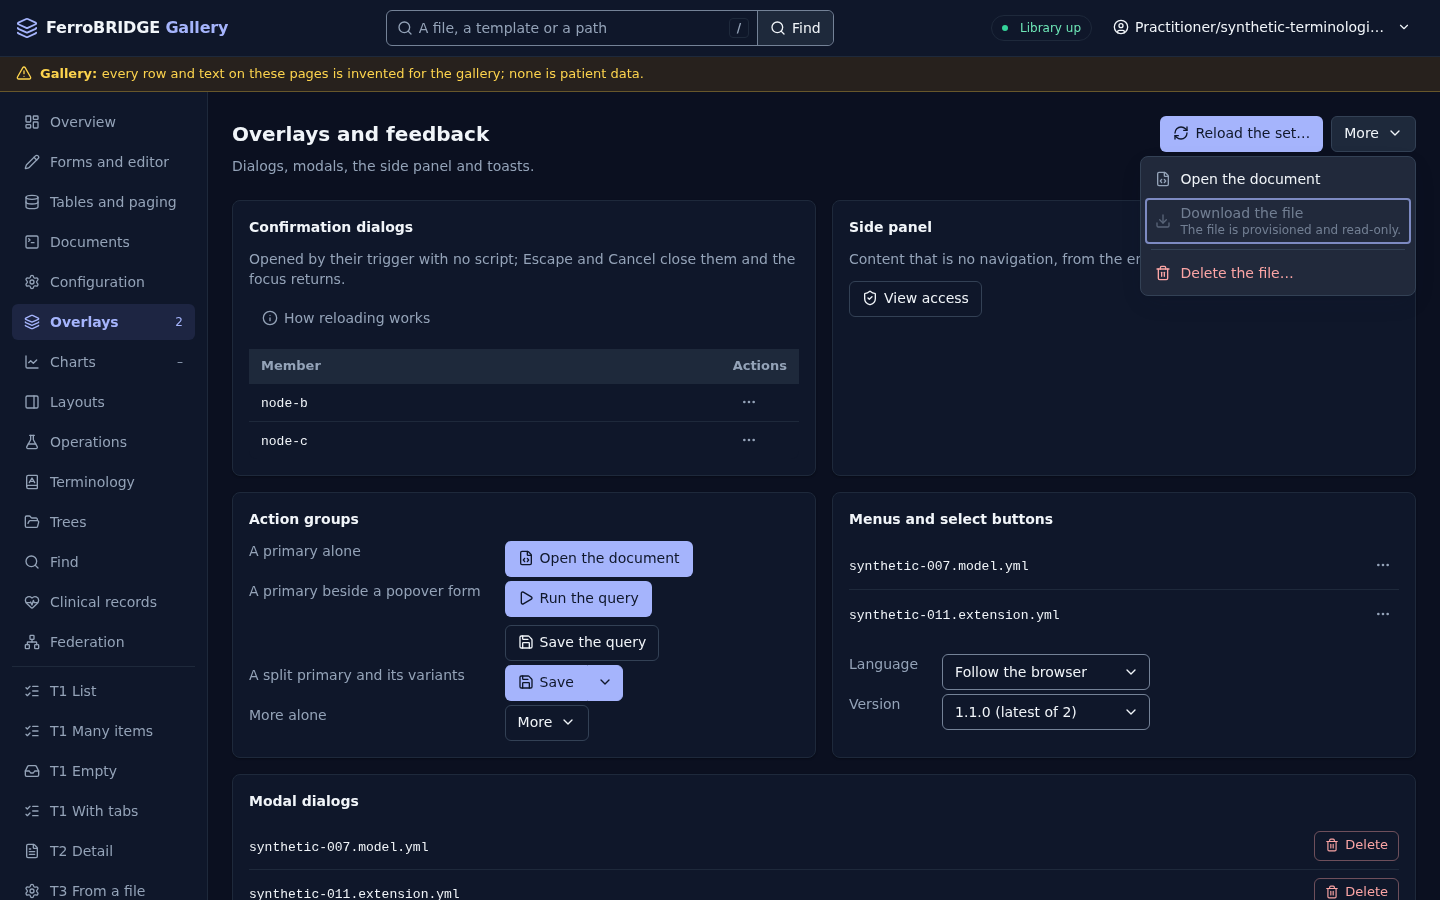 FerroBRIDGE Gallery
A file, a template or a path
/
Find
Library up
Practitioner/synthetic-terminologi…
Gallery: every row and text on these pages is invented for the gallery; none is patient data.
Overview
Forms and editor
Tables and paging
Documents
Configuration
Overlays 2
Charts –
Layouts
Operations
Terminology
Trees
Find
Clinical records
Federation
T1 List
T1 Many items
T1 Empty
T1 With tabs
T2 Detail
T3 From a file
Overlays and feedback
Dialogs, modals, the side panel and toasts.
Reload the set…
More
Open the document
Download the file
The file is provisioned and read-only.
Delete the file…
Confirmation dialogs
Opened by their trigger with no script; Escape and Cancel close them and the
focus returns.
How reloading works
Member Actions
node-b
node-c
Side panel
Content that is no navigation, from the
View access
Action groups
A primary alone
Open the document
A primary beside a popover form
Run the query
Save the query
A split primary and its variants
Save
More alone
More
Menus and select buttons
synthetic-007.model.yml
synthetic-011.extension.yml
Language
Follow the browser
Version
1.1.0 (latest of 2)
Modal dialogs
synthetic-007.model.yml
Delete
synthetic-011.extension.yml
Delete